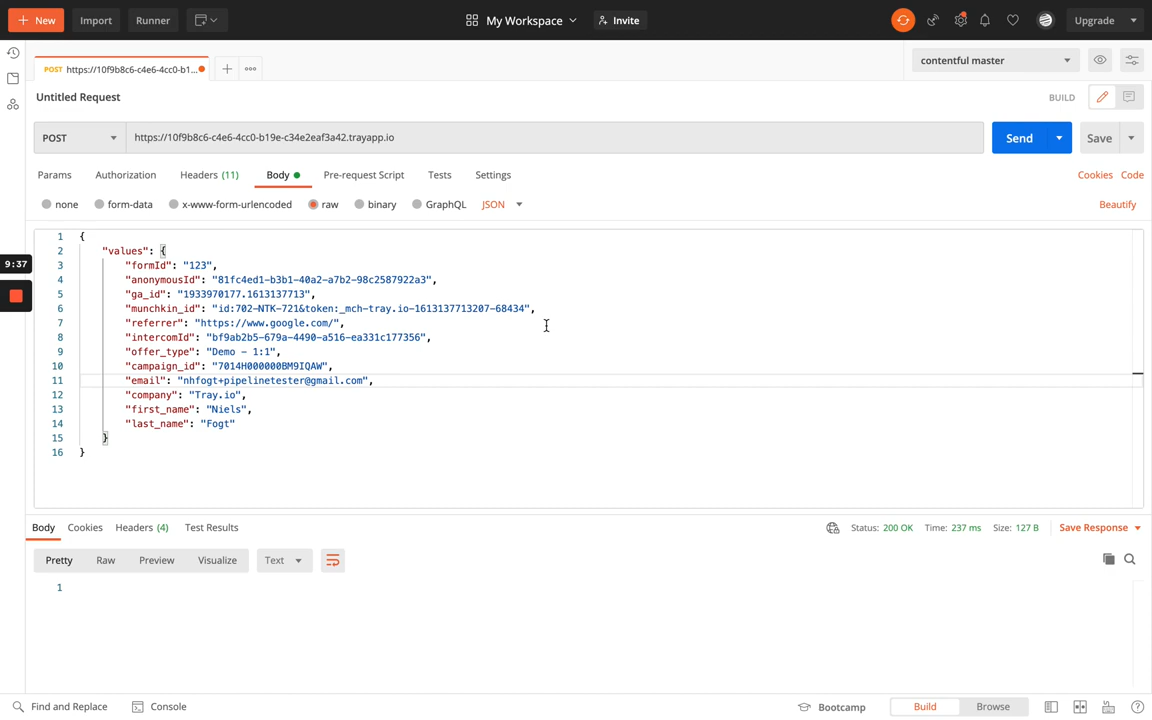 New Import Runner My Workspace Invite Upgrade
POST https://10f9b8c6-c4e6-4cc0-b1... contentful master
Untitled Request BUILD
POST https://10f9b8c6-c4e6-4cc0-b19e-c34e2eaf3a42.trayapp.io Send Save
Params Authorization Headers (11) Body Pre-request Script Tests Settings Cookies Code
none form-data x-www-form-urlencoded raw binary GraphQL JSON Beautify
1 {
2 "values": {
9:37
3 "formId": "123",
4 "anonymousId": "81fc4ed1-b3b1-40a2-a7b2-98c2587922a3",
5 "ga_id": "1933970177.1613137713",
6 "munchkin_id": "id:702-NTK-721&token:_mch-tray.io-1613137713207-68434",
7 "referrer": "https://www.google.com/",
8 "intercomId": "bf9ab2b5-679a-4490-a516-ea331c177356",
9 "offer_type": "Demo - 1:1",
10 "campaign_id": "7014H000000BM9IQAW",
11 "email": "nhfogt+pipelinetester@gmail.com",
12 "company": "Tray.io",
13 "first_name": "Niels",
14 "last_name": "Fogt"
15 }
16 }
Body Cookies Headers (4) Test Results Status: 200 OK Time: 237 ms Size: 127 B Save Response
Pretty Raw Preview Visualize Text
1
Find and Replace Console Bootcamp Build Browse